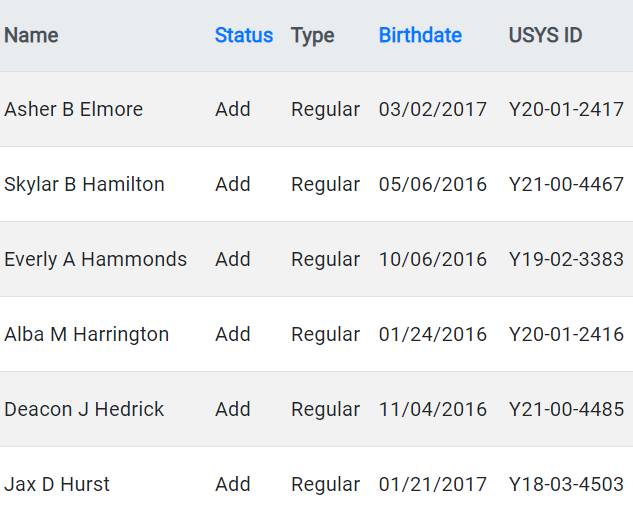 Name Status Type Birthdate USYS ID
Asher B Elmore Add Regular 03/02/2017 Y20-01-2417
Skylar B Hamilton Add Regular 05/06/2016 Y21-00-4467
Everly A Hammonds Add Regular 10/06/2016 Y19-02-3383
Alba M Harrington Add Regular 01/24/2016 Y20-01-2416
Deacon J Hedrick Add Regular 11/04/2016 Y21-00-4485
Jax D Hurst Add Regular 01/21/2017 Y18-03-4503